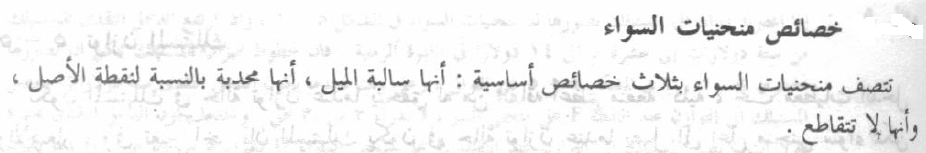 خصائص منحنيات السواء
تتصف منحنيات السواء بثلاث خصائص أساسية : أنها سالبة الميل ، أنها محدبة بالنسبة لنقطة الأصل ،
وأنها لا تتقاطع .